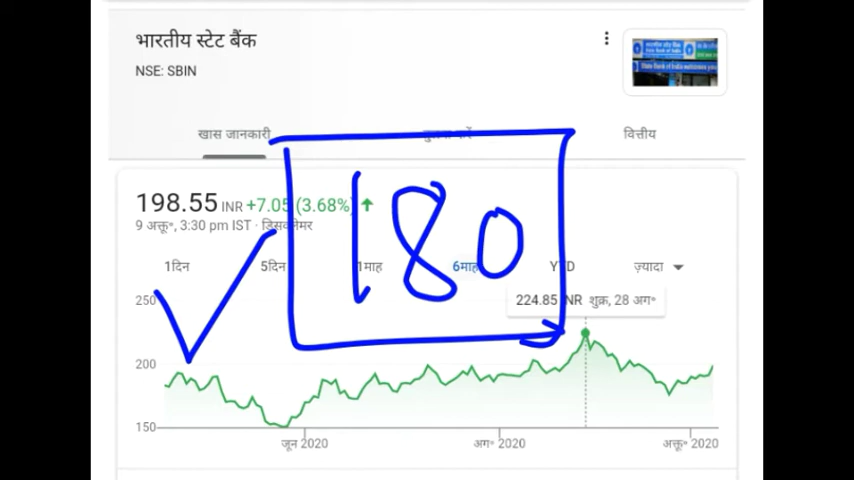 भारतीय स्टेट बैंक
NSE: SBIN
खास जानकारी
वित्तीय
180
198.55 INR +7.05 (3.68%) ↑
9 अक्तू॰, 3:30 pm IST
1दिन 5दिन 1माह 6माह YTD ज़्यादा
224.85 INR शुक्र, 28 अग॰
250
200
150
जून 2020 अग॰ 2020 अक्तू॰ 2020